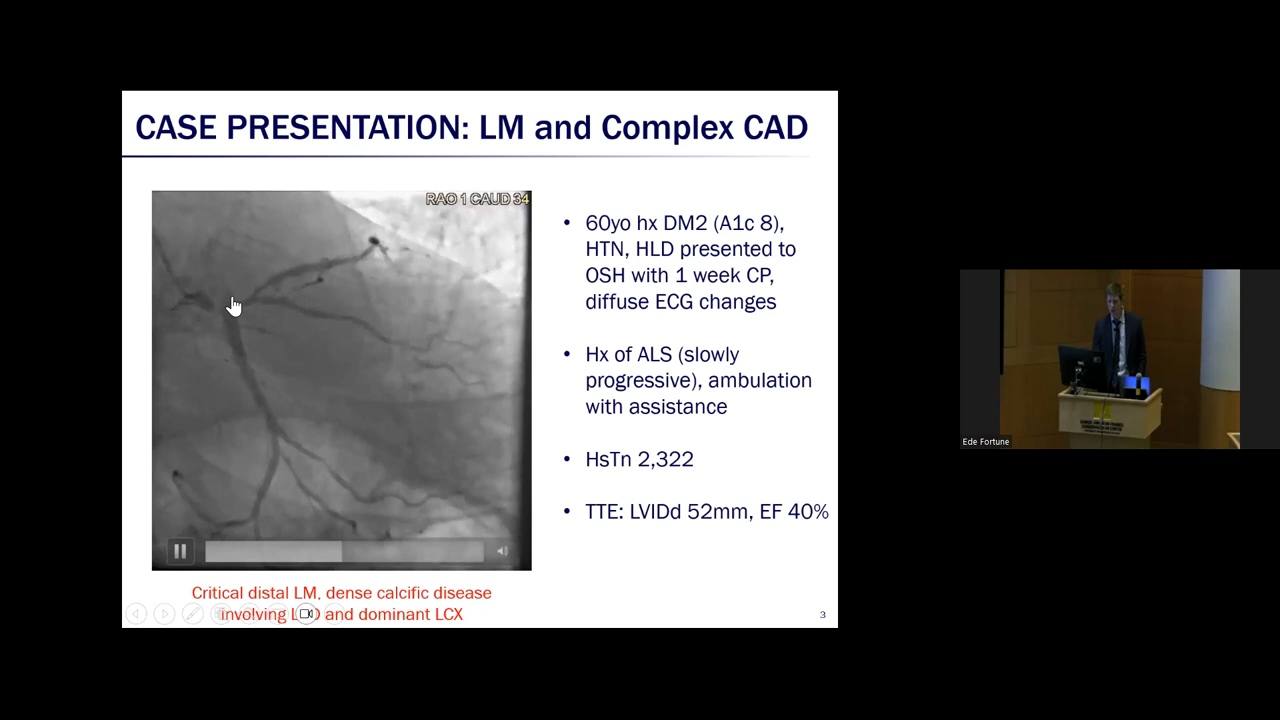 CASE PRESENTATION: LM and Complex CAD
RAO 1 CAUD 34
• 60yo hx DM2 (A1c 8),
HTN, HLD presented to
OSH with 1 week CP,
diffuse ECG changes
• Hx of ALS (slowly
progressive), ambulation
with assistance
• HsTn 2,322
• TTE: LVIDd 52mm, EF 40%
Critical distal LM, dense calcific disease
involving and dominant LCX
3
Ede Fortune